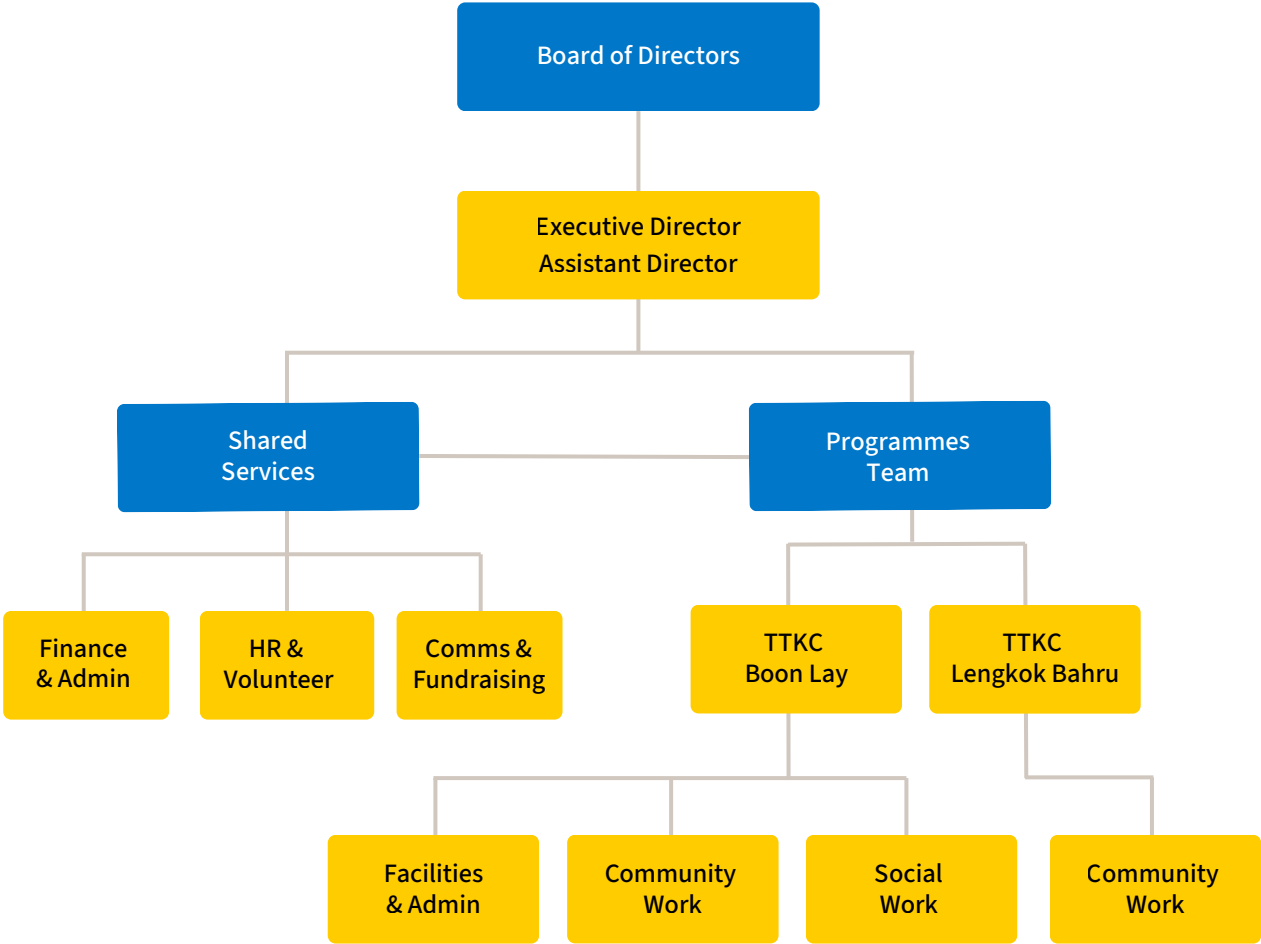 Board of Directors
Executive Director
Assistant Director
Shared
Services
Programmes
Team
Finance
& Admin
HR &
Volunteer
Comms &
Fundraising
TTKC
Boon Lay
TTKC
Lengkok Bahru
Facilities
& Admin
Community
Work
Social
Work
Community
Work